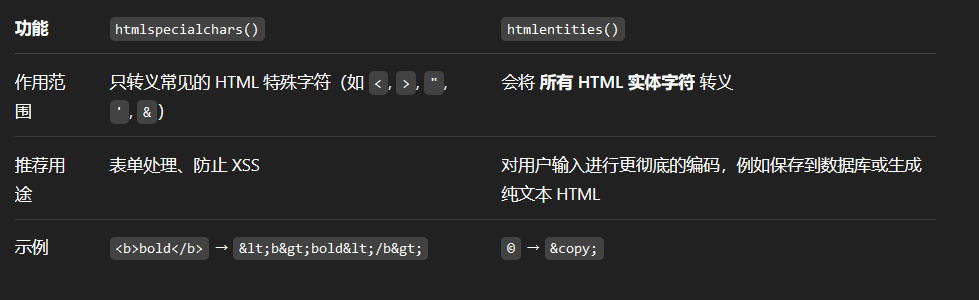 功能 htmlspecialchars() htmlentities()
作用范 只转义常见的 HTML 特殊字符（如 <, >, ", 会将 所有 HTML 实体字符 转义
围 ', &）
推荐用 表单处理、防止 XSS 对用户输入进行更彻底的编码，例如保存到数据库或生成
途 纯文本 HTML
示例 <b>bold</b> → &lt;b&gt;bold&lt;/b&gt; © → &copy;